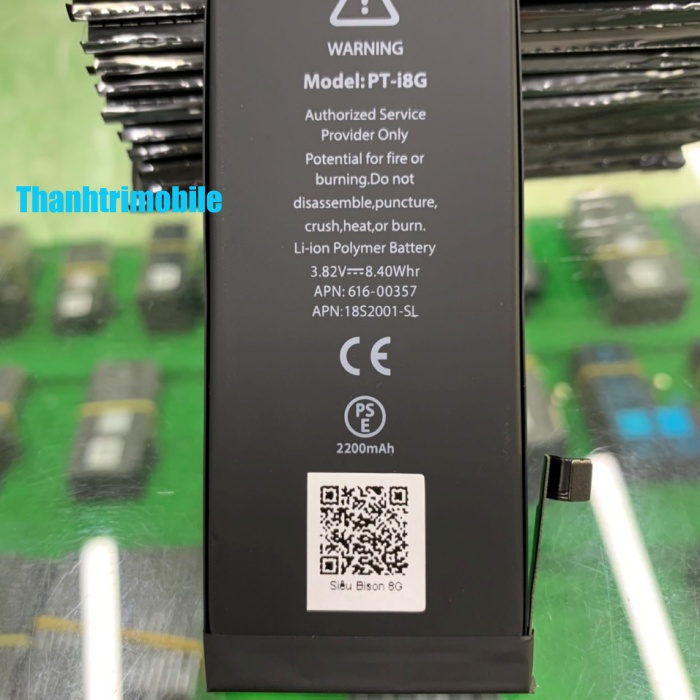 WARNING
Model:PT-i8G
Authorized Service
Provider Only
Potential for fire or
burning.Do not
disassemble,puncture,
crush,heat,or burn.
Li-ion Polymer Battery
3.82V⎓8.40Whr
APN: 616-00357
APN:18S2001-SL
CE
PS
E
2200mAh
Siêu Bison 8G
Thanhtrimobile